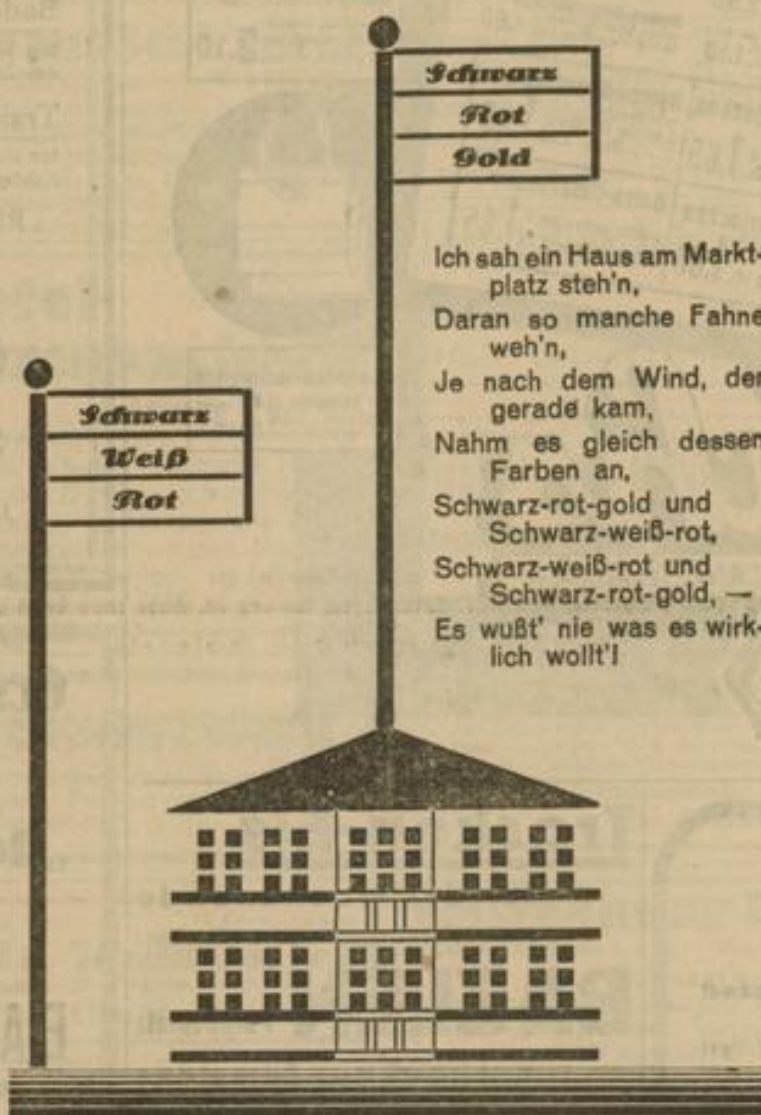 Schwarz
Rot
Gold
Ich sah ein Haus am Markt-
platz steh'n,
Daran so manche Fahne
weh'n,
Je nach dem Wind, der
gerade kam,
Nahm es gleich dessen
Farben an,
Schwarz-rot-gold und
Schwarz-weiß-rot,
Schwarz-weiß-rot und
Schwarz-rot-gold, —
Es wußt' nie was es wirk-
lich wollt'!
Schwarz
Weiß
Rot